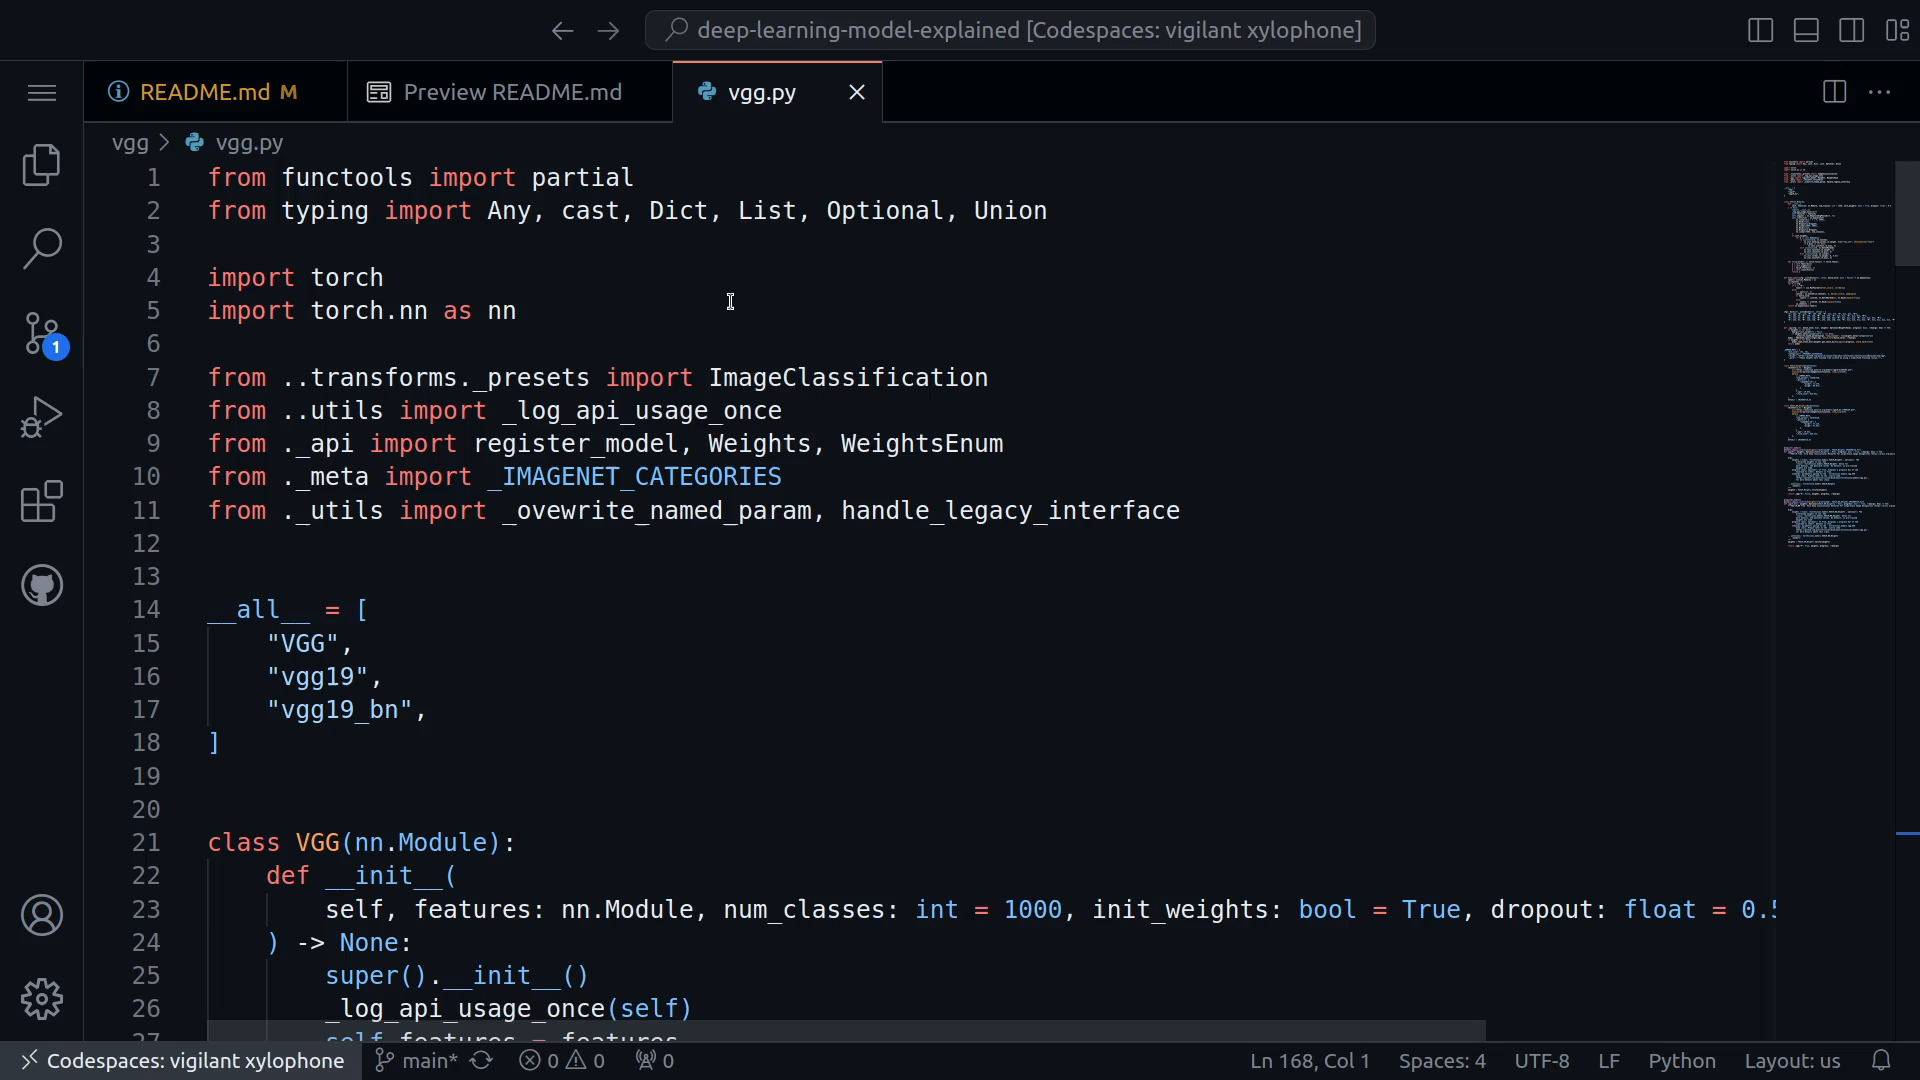 deep-learning-model-explained [Codespaces: vigilant xylophone]
README.md M
Preview README.md
vgg.py
vgg > vgg.py
1 from functools import partial
2 from typing import Any, cast, Dict, List, Optional, Union
3
4 import torch
5 import torch.nn as nn
6
7 from ..transforms._presets import ImageClassification
8 from ..utils import _log_api_usage_once
9 from ._api import register_model, Weights, WeightsEnum
10 from ._meta import _IMAGENET_CATEGORIES
11 from ._utils import _ovewrite_named_param, handle_legacy_interface
12
13
14 __all__ = [
15 "VGG",
16 "vgg19",
17 "vgg19_bn",
18 ]
19
20
21 class VGG(nn.Module):
22 def __init__(
23 self, features: nn.Module, num_classes: int = 1000, init_weights: bool = True, dropout: float = 0.5
24 ) -> None:
25 super().__init__()
26 _log_api_usage_once(self)
27 self.features = features
1
Codespaces: vigilant xylophone main* 0 0 0 Ln 168, Col 1 Spaces: 4 UTF-8 LF Python Layout: us